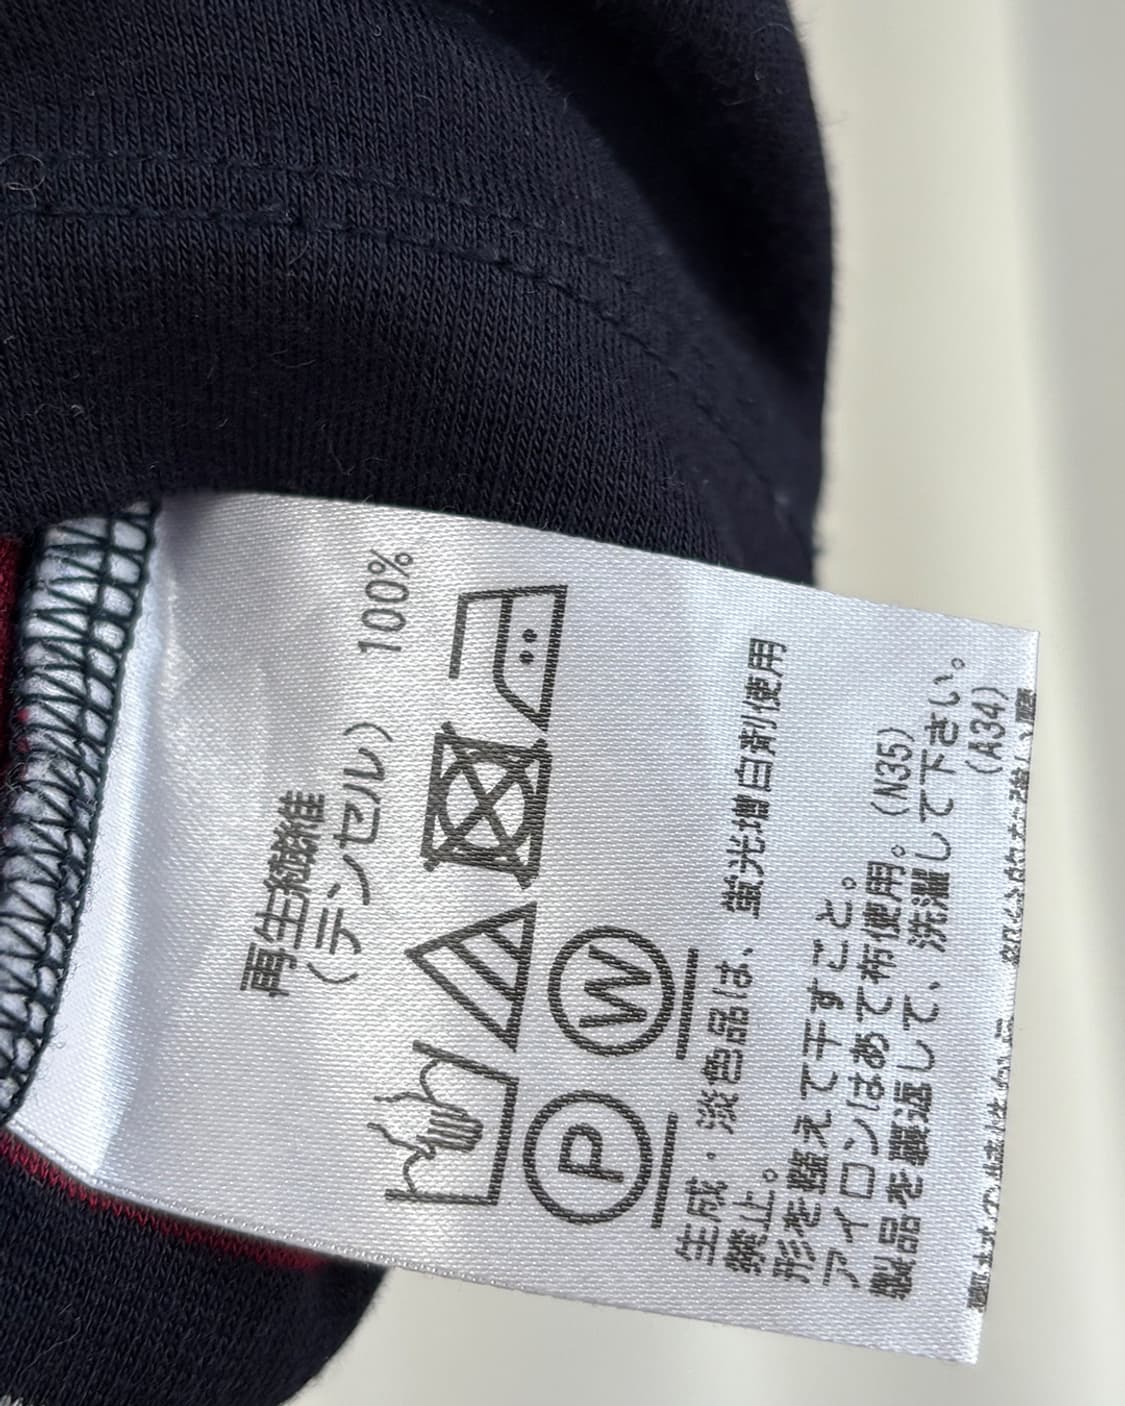 再生繊維
（テンセル） 100%
P W
生成・淡色品は、蛍光増白剤使用
禁止。
形を整えて干すこと。
アイロンはあて布使用。(N35)
製品を裏返して、洗濯して下さい。
(A34)